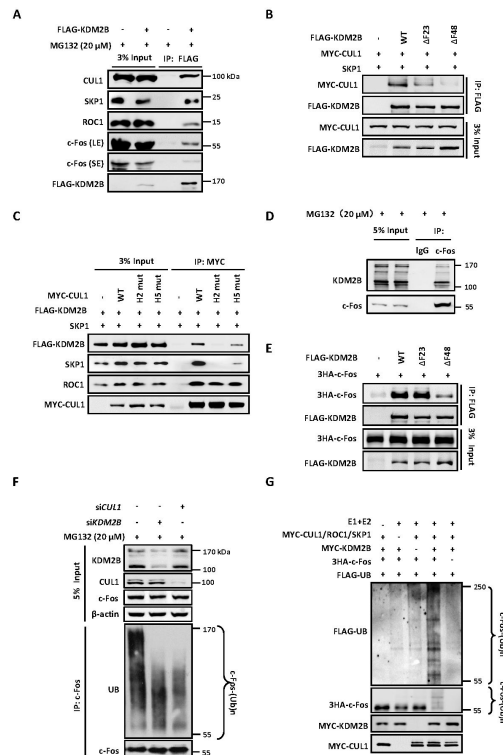 A
FLAG-KDM2B - + - +
MG132 (20 μM) + + + +
3% Input IP: FLAG
CUL1 100 kDa
SKP1 25
ROC1 15
c-Fos (LE) 55
c-Fos (SE) 55
FLAG-KDM2B 170
B
FLAG-KDM2B - WT ΔF23 ΔF48
MYC-CUL1 + + + +
SKP1 + + + +
MYC-CUL1
FLAG-KDM2B
IP: FLAG
MYC-CUL1
FLAG-KDM2B
3% Input
C
3% Input IP: MYC
MYC-CUL1 - WT H2 mut H5 mut - WT H2 mut H5 mut
FLAG-KDM2B + + + + + + + +
SKP1 + + + + + + + +
FLAG-KDM2B
SKP1
ROC1
MYC-CUL1
D
MG132 (20 μM) + + + +
5% Input IP:
IgG c-Fos
KDM2B 170
100
c-Fos 55
E
FLAG-KDM2B - WT ΔF23 ΔF48
3HA-c-Fos + + + +
3HA-c-Fos
FLAG-KDM2B
IP: FLAG
3HA-c-Fos
FLAG-KDM2B
3% Input
F
siCUL1 - - +
siKDM2B - + -
MG132 (20 μM) + + +
5% Input
KDM2B 170 kDa
100
CUL1 100
c-Fos 55
β-actin
IP: c-Fos
UB 170
55
c-Fos-(Ub)n
c-Fos 55
G
E1+E2 - + + + +
MYC-CUL1/ROC1/SKP1 + - + + +
MYC-KDM2B + + - + +
3HA-c-Fos + + + + -
FLAG-UB + + + + +
FLAG-UB 250
55
3HA-c-Fos 55
MYC-KDM2B
MYC-CUL1